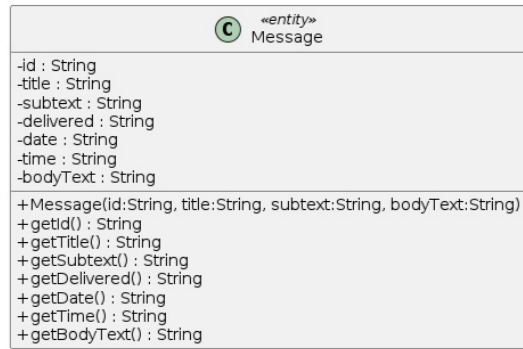 C
«entity»
Message
-id : String
-title : String
-subtext : String
-delivered : String
-date : String
-time : String
-bodyText : String
+Message(id:String, title:String, subtext:String, bodyText:String)
+getId() : String
+getTitle() : String
+getSubtext() : String
+getDelivered() : String
+getDate() : String
+getTime() : String
+getBodyText() : String